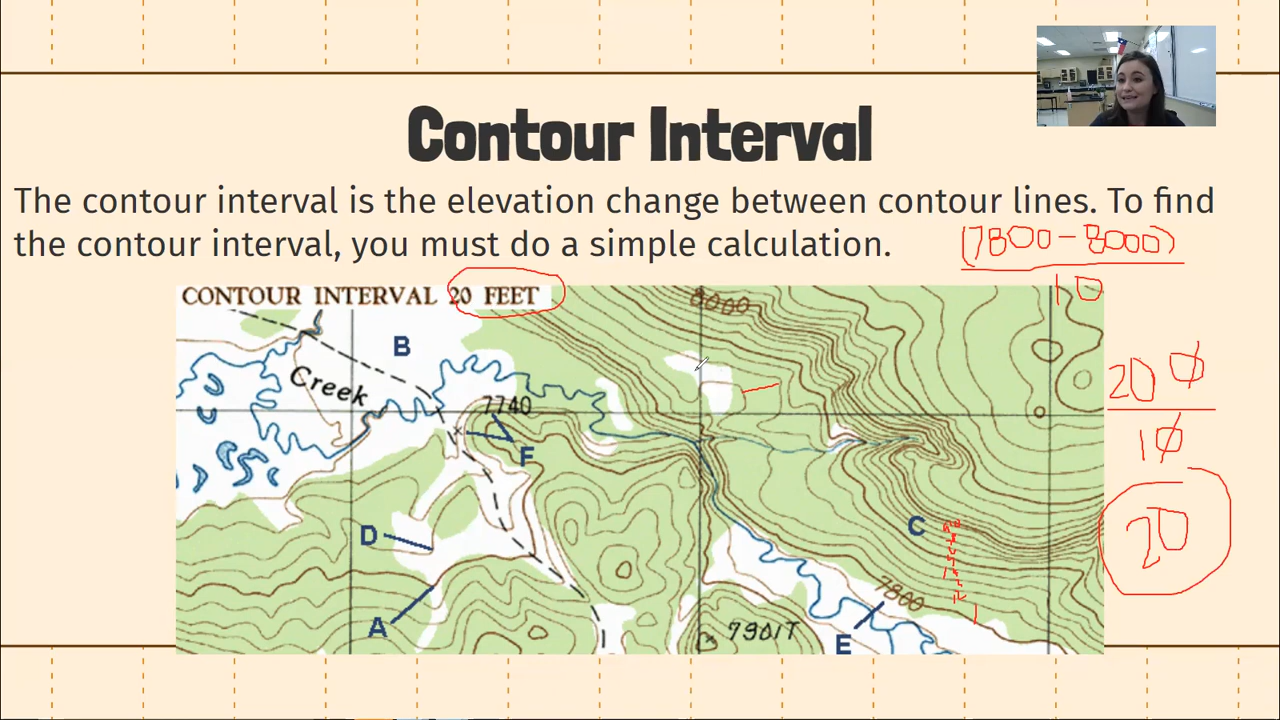 Contour Interval
The contour interval is the elevation change between contour lines. To find
the contour interval, you must do a simple calculation.
(7800-8000)
10
CONTOUR INTERVAL 20 FEET
8000
B
Creek
7740
F
200
10
20
C
D
7800
A
7901T
E